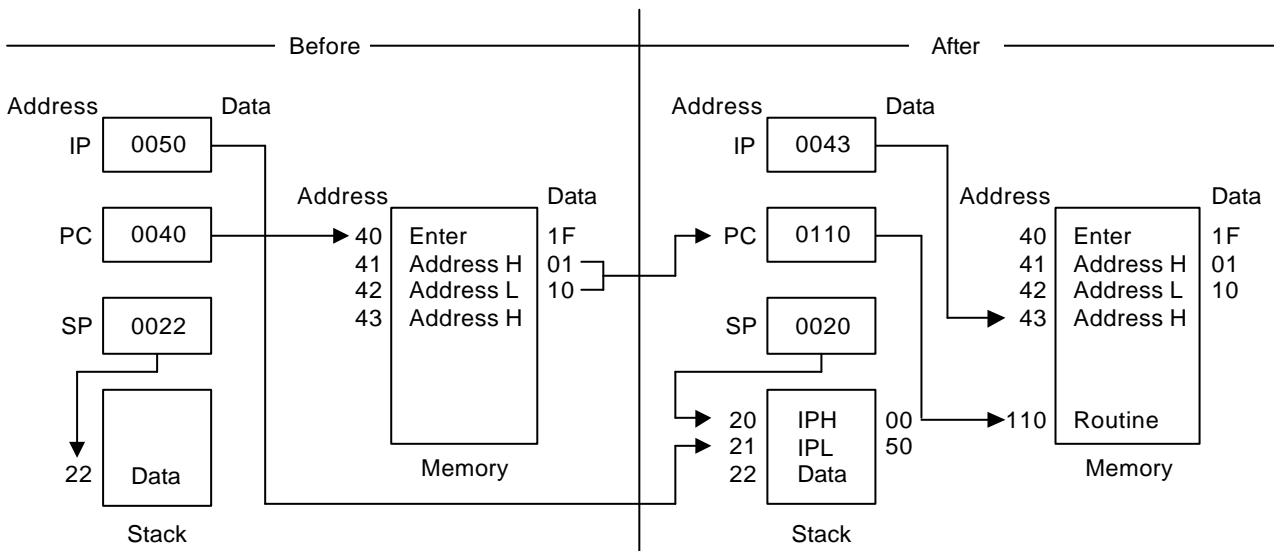 Before
After
Address
Data
IP
0050
Address
Data
PC
0040
40
Enter
1F
41
Address H
01
42
Address L
10
43
Address H
SP
0022
22
Data
Stack
Memory
Address
Data
IP
0043
Address
Data
PC
0110
40
Enter
1F
41
Address H
01
42
Address L
10
43
Address H
SP
0020
20
IPH
00
21
IPL
50
22
Data
110
Routine
Stack
Memory